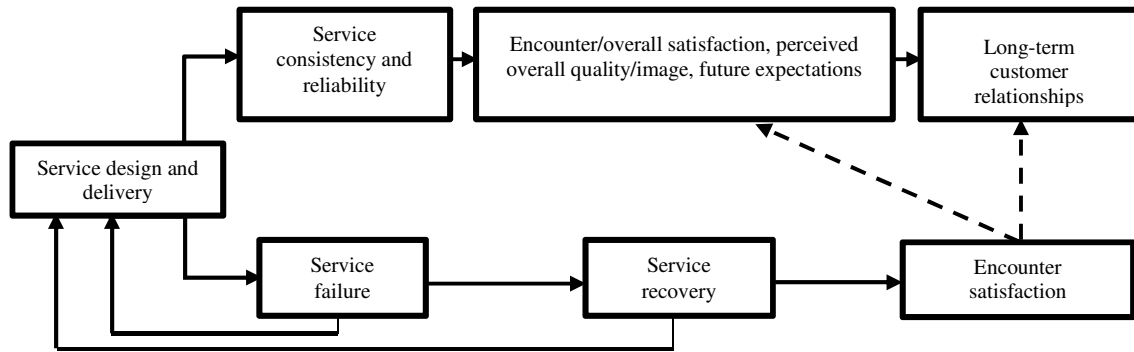 Service
consistency and
reliability
Encounter/overall satisfaction, perceived
overall quality/image, future expectations
Long-term
customer
relationships
Service design and
delivery
Service
failure
Service
recovery
Encounter
satisfaction